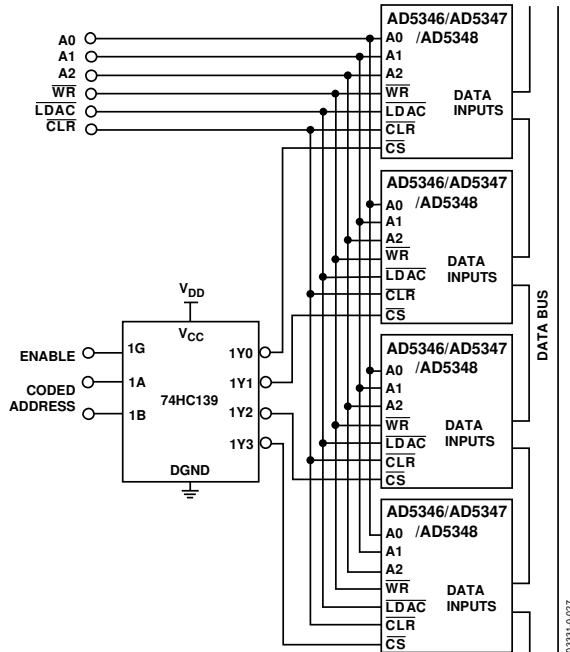 A0
A1
A2
WR
LDAC
CLR
AD5346/AD5347
/AD5348
A0
A1
A2
WR
LDAC
CLR
CS
DATA
INPUTS
AD5346/AD5347
/AD5348
A0
A1
A2
WR
LDAC
CLR
CS
DATA
INPUTS
VDD
VCC
ENABLE
CODED
ADDRESS
1G
1A
1B
74HC139
1Y0
1Y1
1Y2
1Y3
DGND
AD5346/AD5347
/AD5348
A0
A1
A2
WR
LDAC
CLR
CS
DATA
INPUTS
AD5346/AD5347
/AD5348
A0
A1
A2
WR
LDAC
CLR
CS
DATA
INPUTS
DATA BUS
03331-0-027